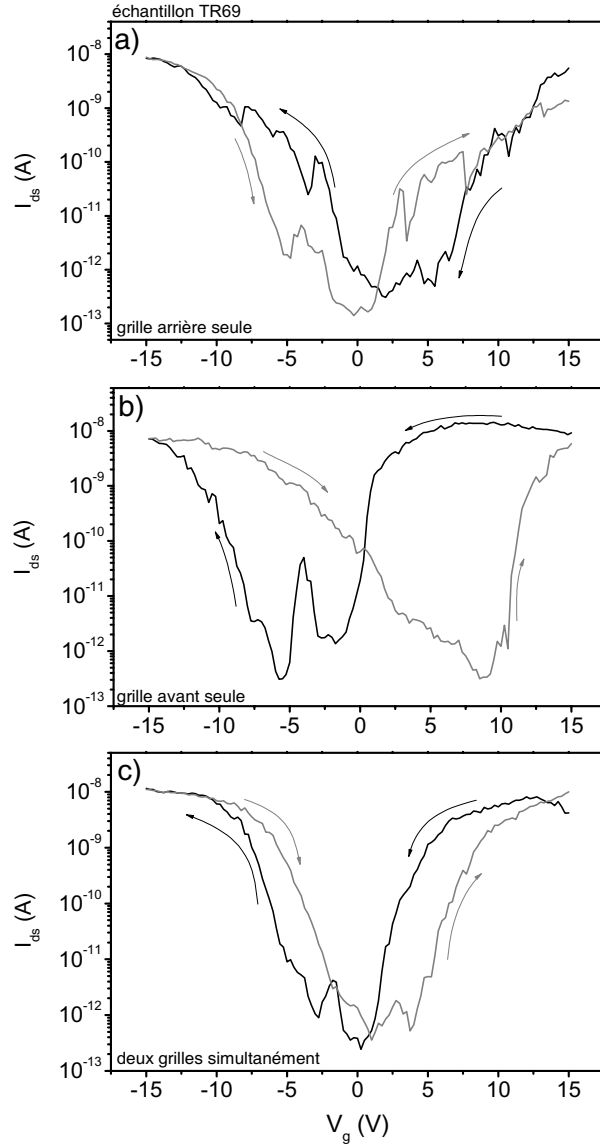 échantillon TR69
a)
10⁻⁸
10⁻⁹
10⁻¹⁰
10⁻¹¹
10⁻¹²
10⁻¹³
I_ds (A)
grille arrière seule
-15 -10 -5 0 5 10 15
b)
10⁻⁸
10⁻⁹
10⁻¹⁰
10⁻¹¹
10⁻¹²
10⁻¹³
I_ds (A)
grille avant seule
-15 -10 -5 0 5 10 15
c)
10⁻⁸
10⁻⁹
10⁻¹⁰
10⁻¹¹
10⁻¹²
10⁻¹³
I_ds (A)
deux grilles simultanément
-15 -10 -5 0 5 10 15
V_g (V)